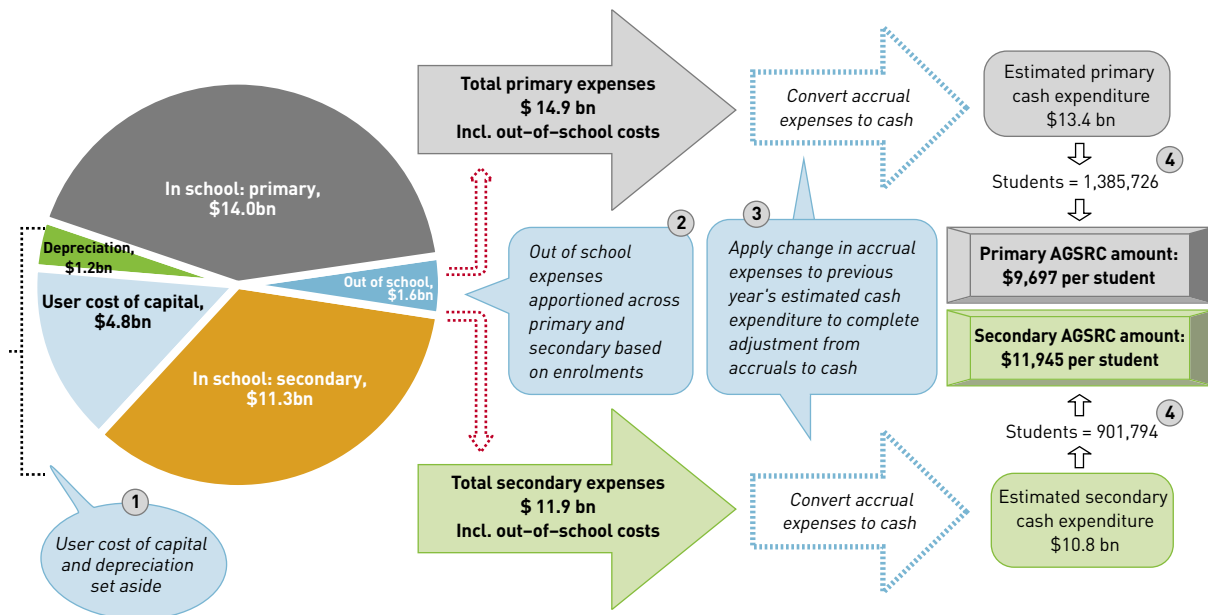 In school: primary,
$14.0bn
Depreciation,
$1.2bn
User cost of capital,
$4.8bn
Out of school,
$1.6bn
In school: secondary,
$11.3bn
1
User cost of capital
and depreciation
set aside
Total primary expenses
$ 14.9 bn
Incl. out–of–school costs
2
Out of school
expenses
apportioned across
primary and
secondary based
on enrolments
Total secondary expenses
$ 11.9 bn
Incl. out–of–school costs
Convert accrual
expenses to cash
3
Apply change in accrual
expenses to previous
year's estimated cash
expenditure to complete
adjustment from
accruals to cash
Convert accrual
expenses to cash
Estimated primary
cash expenditure
$13.4 bn
4
Students = 1,385,726
Primary AGSRC amount:
$9,697 per student
Secondary AGSRC amount:
$11,945 per student
4
Students = 901,794
Estimated secondary
cash expenditure
$10.8 bn